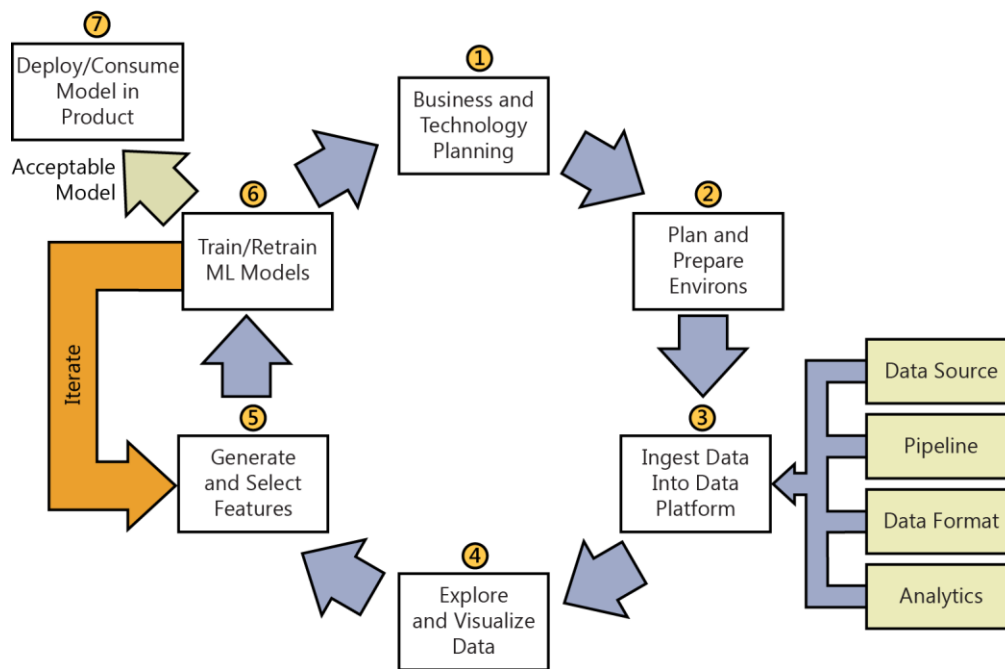 7
Deploy/Consume
Model in
Product
Acceptable
Model
1
Business and
Technology
Planning
2
Plan and
Prepare
Environs
3
Ingest Data
Into Data
Platform
Data Source
Pipeline
Data Format
Analytics
4
Explore
and Visualize
Data
5
Generate
and Select
Features
6
Train/Retrain
ML Models
Iterate